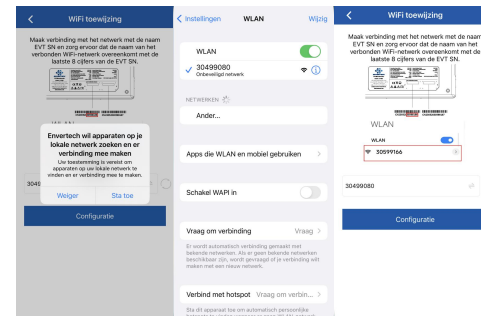 WiFi toewijzing
Maak verbinding met het netwerk met de naam
EVT SN en zorg ervoor dat de naam van het
verbonden WiFi-netwerk overeenkomt met de
laatste 8 cijfers van de EVT SN.
Envertech wil apparaten op je
lokale netwerk zoeken en er
verbinding mee maken
Uw toestemming is vereist om
apparaten op uw lokale netwerk te
vinden en er verbinding mee te maken.
Weiger
Sta toe
Configuratie
Instellingen
WLAN
Wijzig
WLAN
30499080
Onbeveiligd netwerk
NETWERKEN
Ander...
Apps die WLAN en mobiel gebruiken
Schakel WAPI in
Vraag om verbinding
Vraag
Er wordt automatisch verbinding gemaakt met
bekende netwerken. Als er geen bekende netwerken
beschikbaar zijn, wordt gevraagd of je verbinding wilt
maken met een nieuw netwerk.
Verbind met hotspot
Vraag om verbin...
Sta dit apparaat toe om automatisch persoonlijke
WiFi toewijzing
Maak verbinding met het netwerk met de naam
EVT SN en zorg ervoor dat de naam van het
verbonden WiFi-netwerk overeenkomt met de
laatste 8 cijfers van de EVT SN.
WLAN
WLAN
30599166
30499080
Configuratie